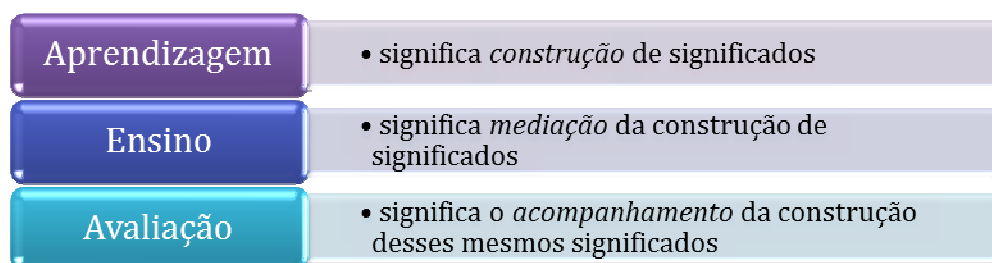 Aprendizagem
• significa construção de significados
Ensino
• significa mediação da construção de
significados
Avaliação
• significa o acompanhamento da construção
desses mesmos significados